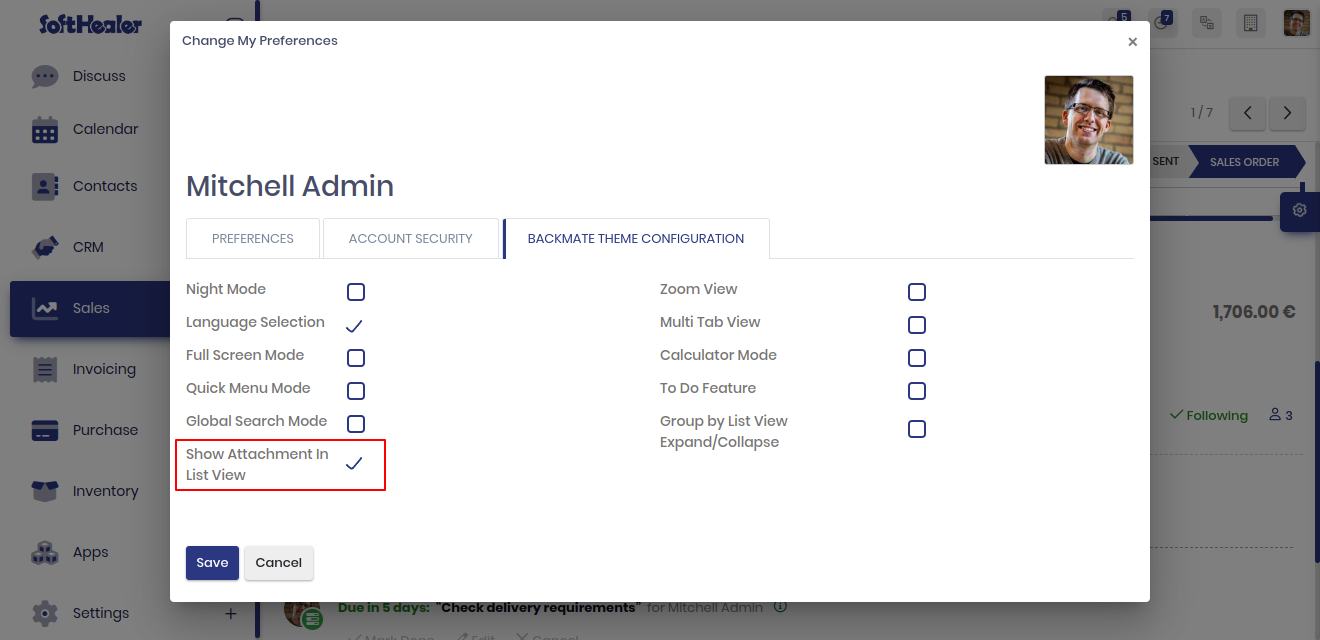 SoftHealer
5
7
Change My Preferences
×
Discuss
Calendar
1 / 7
Contacts
SENT
SALES ORDER
Mitchell Admin
PREFERENCES
ACCOUNT SECURITY
BACKMATE THEME CONFIGURATION
CRM
Night Mode
Zoom View
Sales
Language Selection
Multi Tab View
1,706.00 €
Full Screen Mode
Calculator Mode
Invoicing
Quick Menu Mode
To Do Feature
Global Search Mode
Group by List View
Expand/Collapse
Following
3
Purchase
Show Attachment In
List View
Inventory
Apps
Save
Cancel
Settings
+
Due in 5 days: "Check delivery requirements" for Mitchell Admin
Mark Done
Edit
Cancel